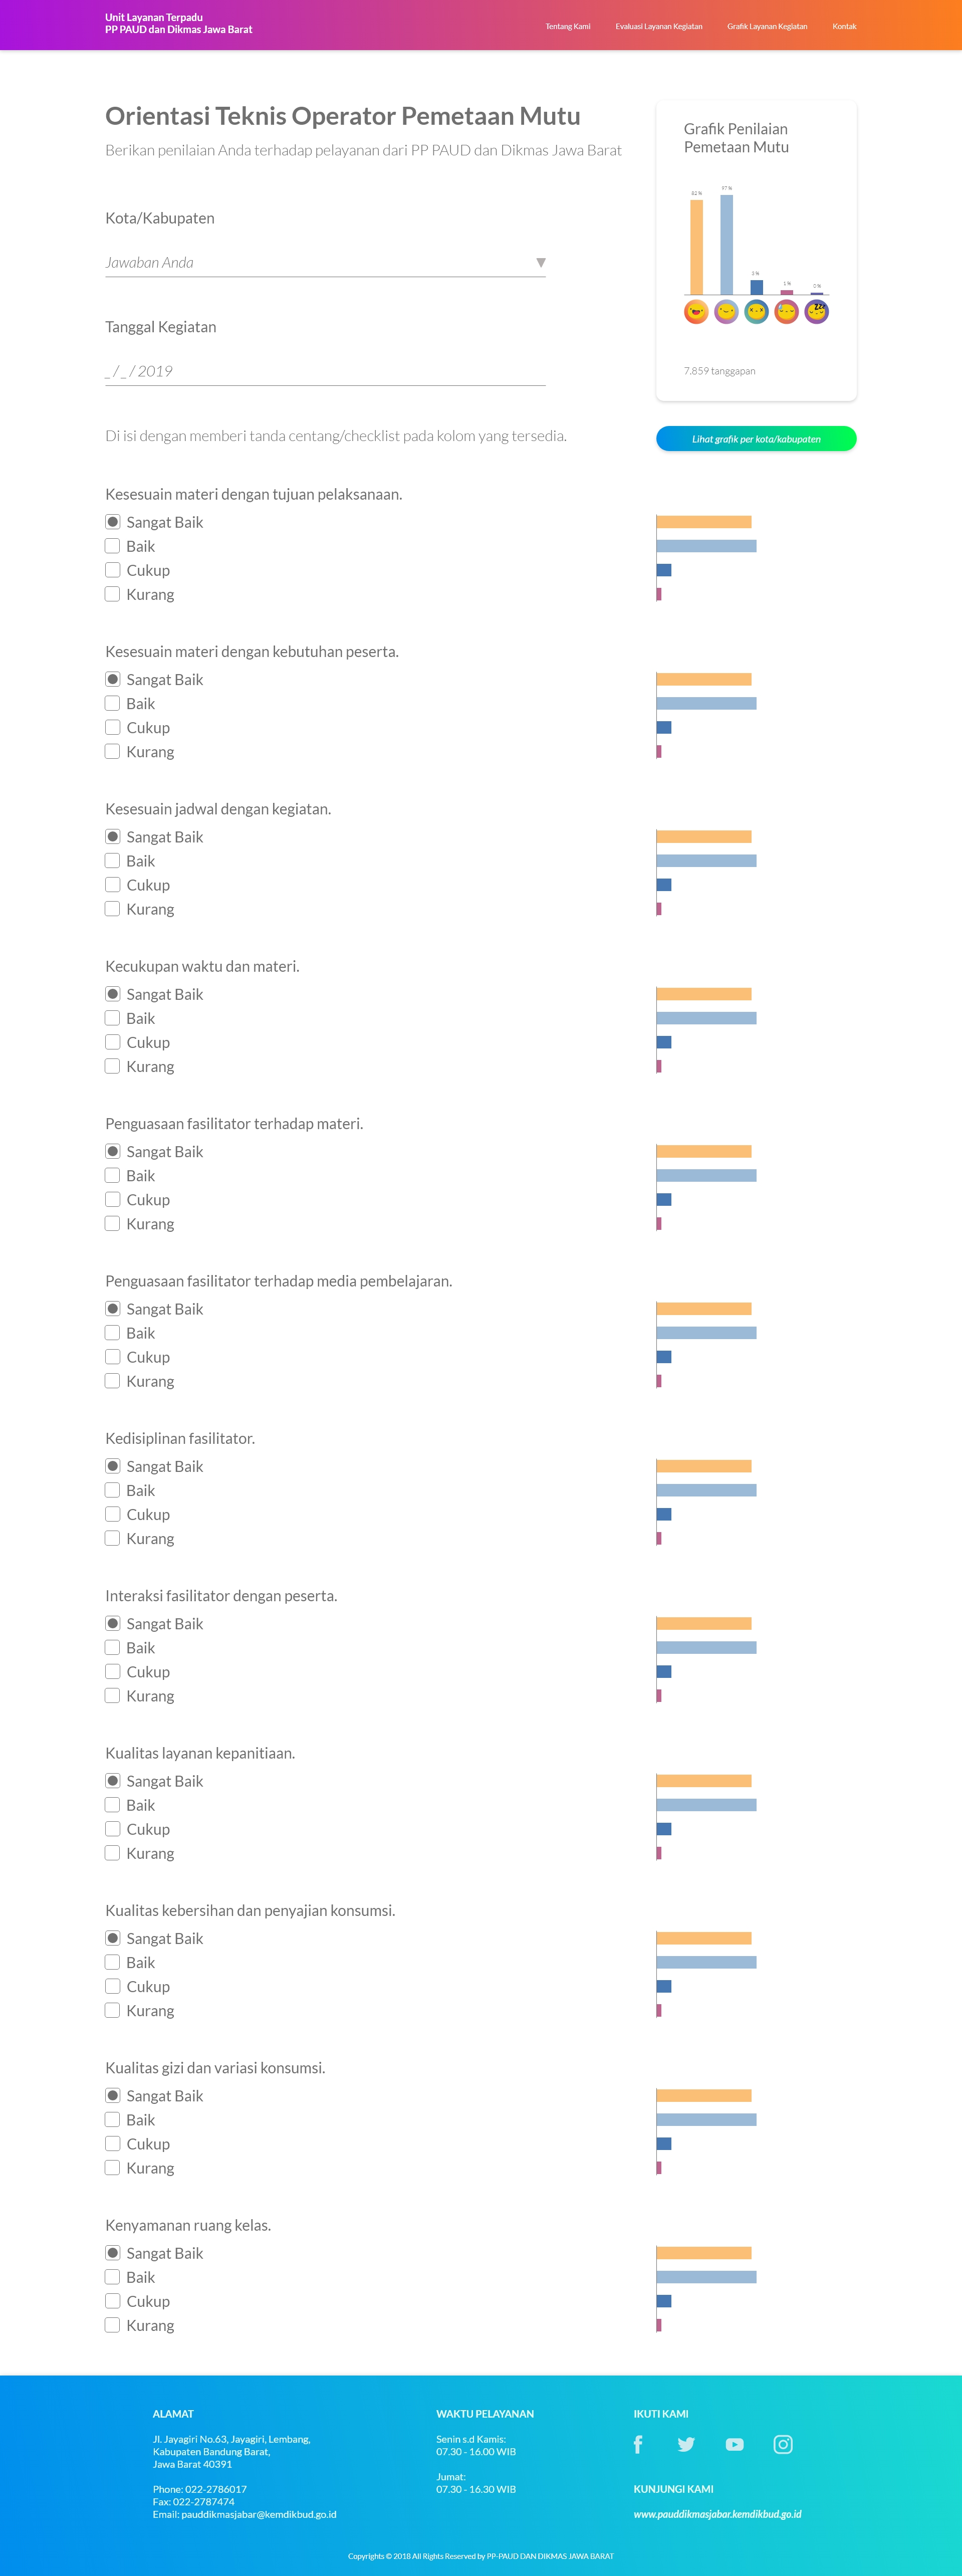 Unit Layanan Terpadu
PP PAUD dan Dikmas Jawa Barat
Tentang Kami
Evaluasi Layanan Kegiatan
Grafik Layanan Kegiatan
Kontak
Orientasi Teknis Operator Pemetaan Mutu
Berikan penilaian Anda terhadap pelayanan dari PP PAUD dan Dikmas Jawa Barat
Kota/Kabupaten
Jawaban Anda
Tanggal Kegiatan
_ / _ / 2019
Di isi dengan memberi tanda centang/checklist pada kolom yang tersedia.
Grafik Penilaian
Pemetaan Mutu
7.859 tanggapan
Lihat grafik per kota/kabupaten
Kesesuain materi dengan tujuan pelaksanaan.
Sangat Baik
Baik
Cukup
Kurang
Kesesuain materi dengan kebutuhan peserta.
Sangat Baik
Baik
Cukup
Kurang
Kesesuain jadwal dengan kegiatan.
Sangat Baik
Baik
Cukup
Kurang
Kecukupan waktu dan materi.
Sangat Baik
Baik
Cukup
Kurang
Penguasaan fasilitator terhadap materi.
Sangat Baik
Baik
Cukup
Kurang
Penguasaan fasilitator terhadap media pembelajaran.
Sangat Baik
Baik
Cukup
Kurang
Kedisiplinan fasilitator.
Sangat Baik
Baik
Cukup
Kurang
Interaksi fasilitator dengan peserta.
Sangat Baik
Baik
Cukup
Kurang
Kualitas layanan kepanitiaan.
Sangat Baik
Baik
Cukup
Kurang
Kualitas kebersihan dan penyajian konsumsi.
Sangat Baik
Baik
Cukup
Kurang
Kualitas gizi dan variasi konsumsi.
Sangat Baik
Baik
Cukup
Kurang
Kenyamanan ruang kelas.
Sangat Baik
Baik
Cukup
Kurang
ALAMAT
Jl. Jayagiri No.63, Jayagiri, Lembang,
Kabupaten Bandung Barat,
Jawa Barat 40391
Phone: 022-2786017
Fax: 022-2787474
Email: pauddikmasjabar@kemdikbud.go.id
WAKTU PELAYANAN
Senin s.d Kamis:
07.30 - 16.00 WIB
Jumat:
07.30 - 16.30 WIB
IKUTI KAMI
KUNJUNGI KAMI
www.pauddikmasjabar.kemdikbud.go.id
Copyrights © 2018 All Rights Reserved by PP-PAUD DAN DIKMAS JAWA BARAT